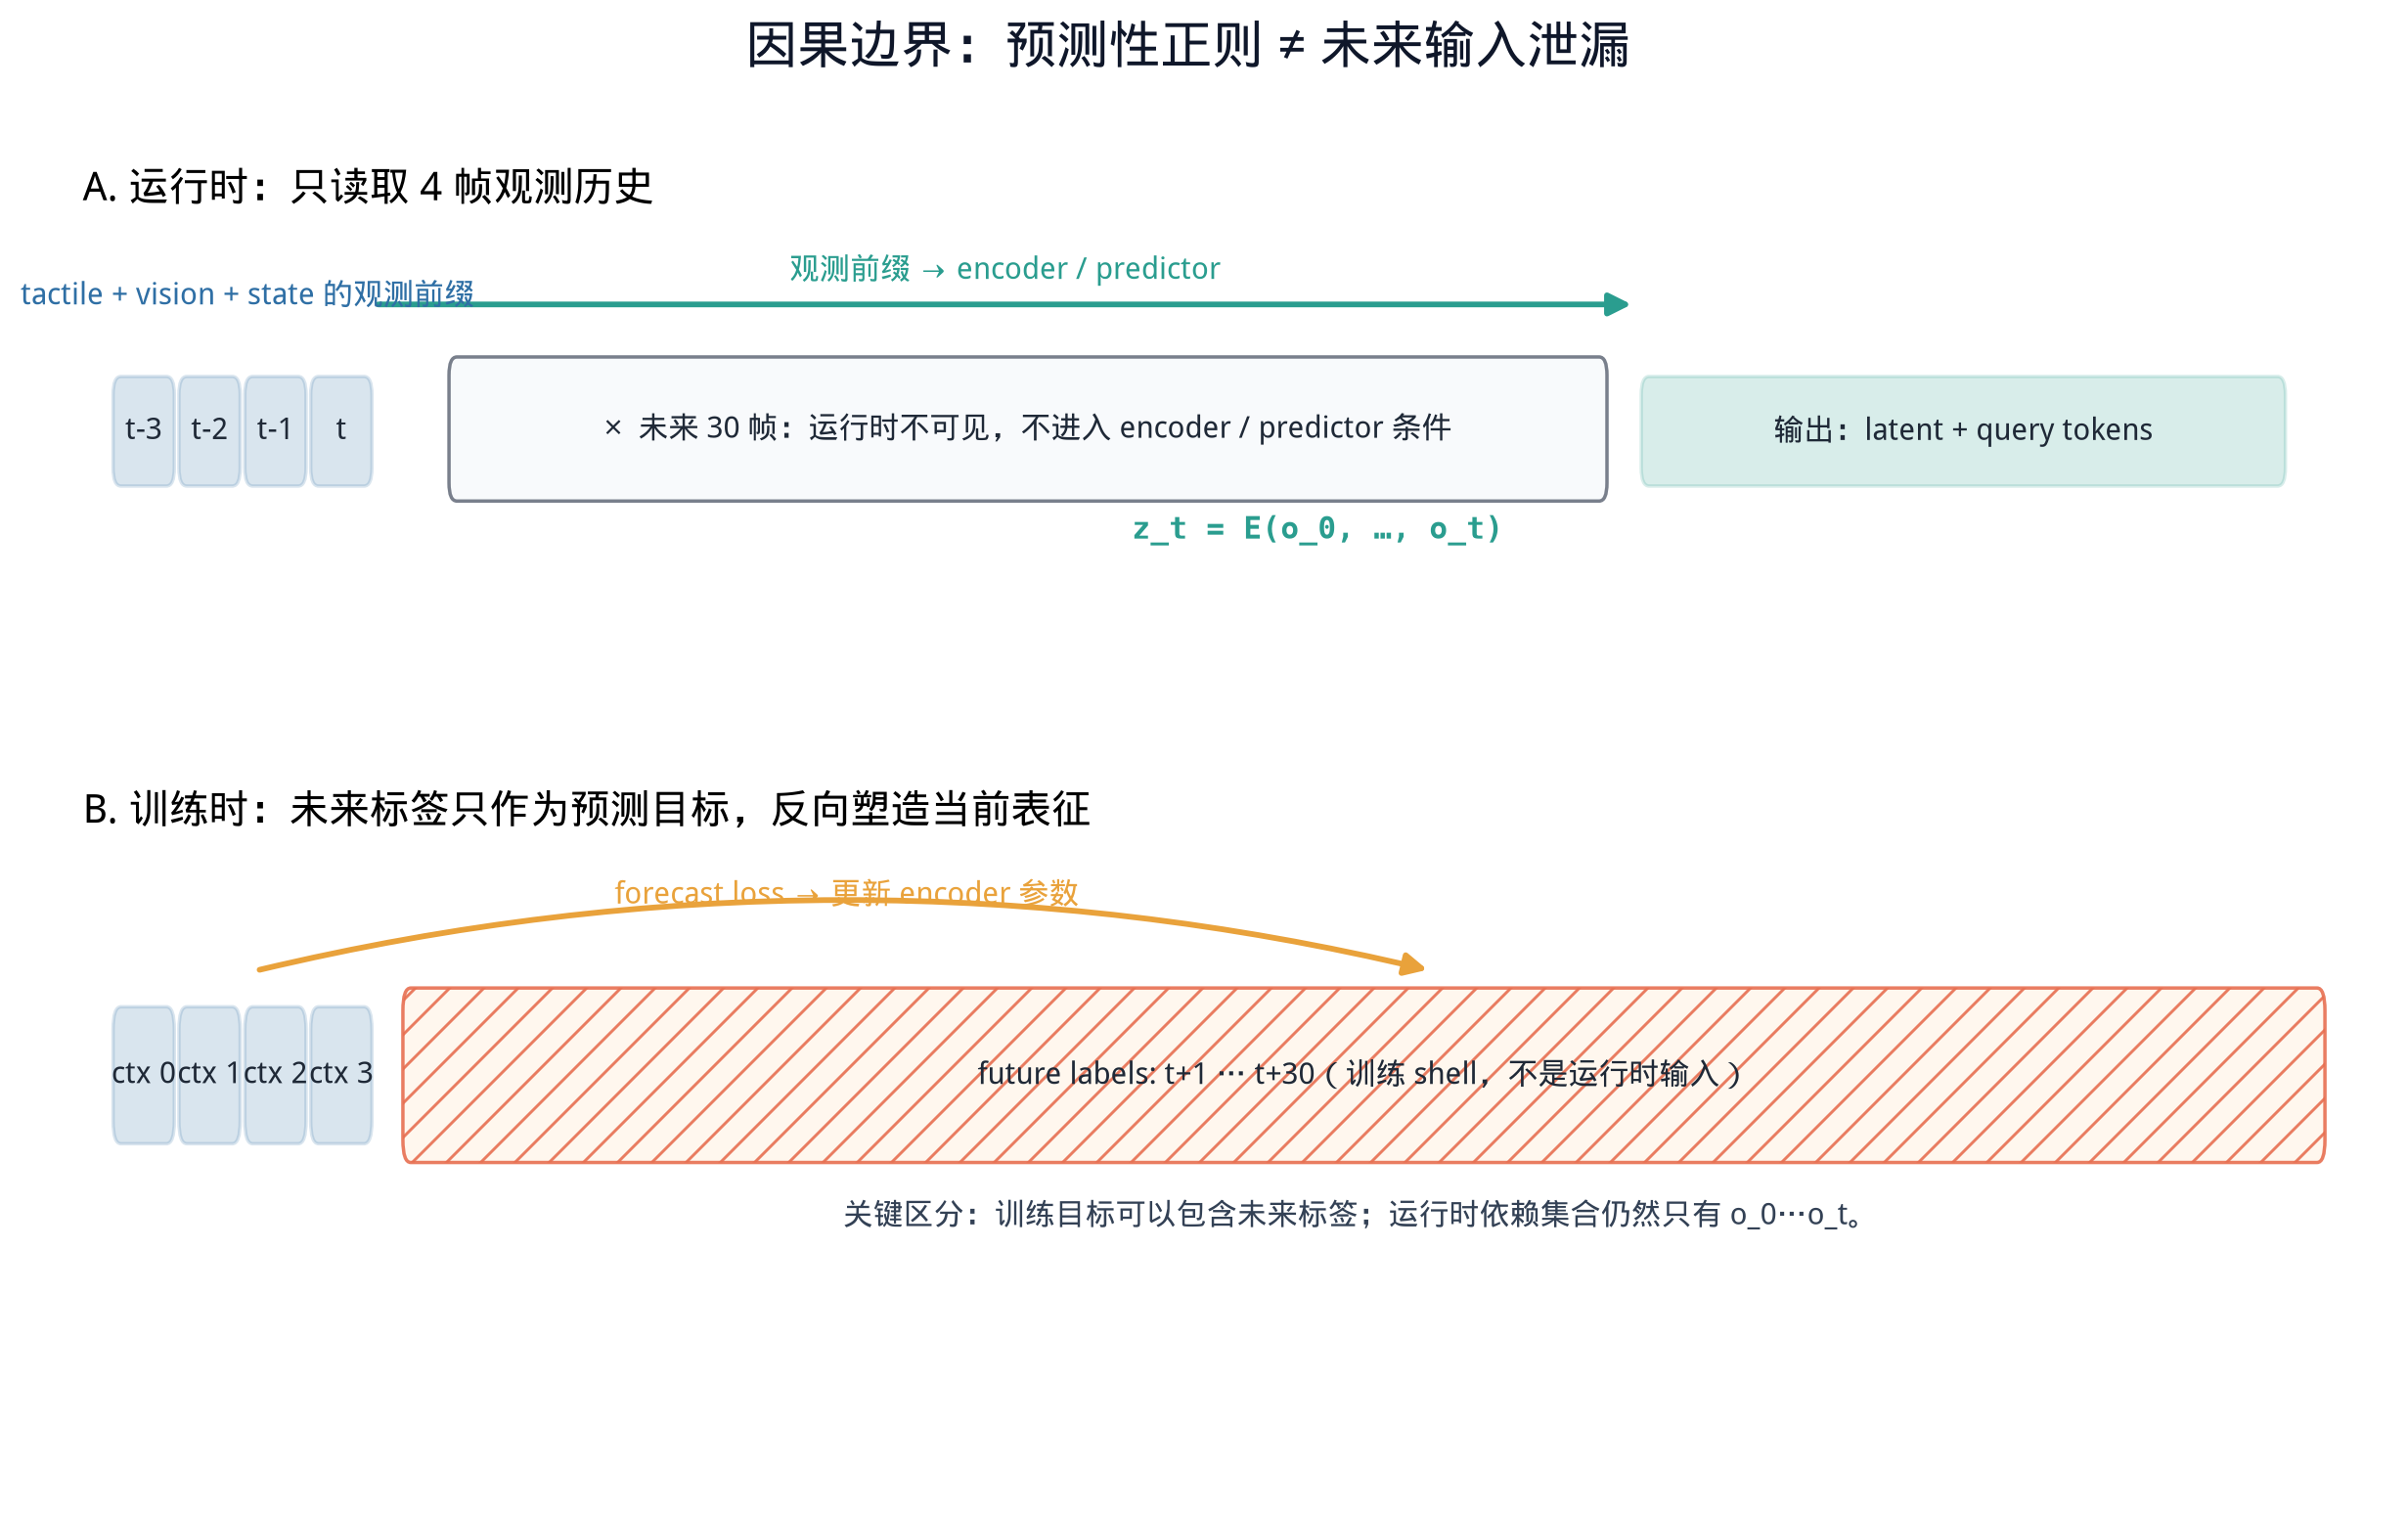 因果边界：预测性正则 ≠ 未来输入泄漏
A. 运行时：只读取 4 帧观测历史
观测前缀 → encoder / predictor
tactile + vision + state 的观测前缀
t-3 t-2 t-1 t
× 未来 30 帧：运行时不可见，不进入 encoder / predictor 条件
输出：latent + query tokens
z_t = E(o_0, …, o_t)
B. 训练时：未来标签只作为预测目标，反向塑造当前表征
forecast loss → 更新 encoder 参数
ctx 0 ctx 1 ctx 2 ctx 3
future labels: t+1 … t+30（训练 shell，不是运行时输入）
关键区分：训练目标可以包含未来标签；运行时依赖集合仍然只有 o_0…o_t。